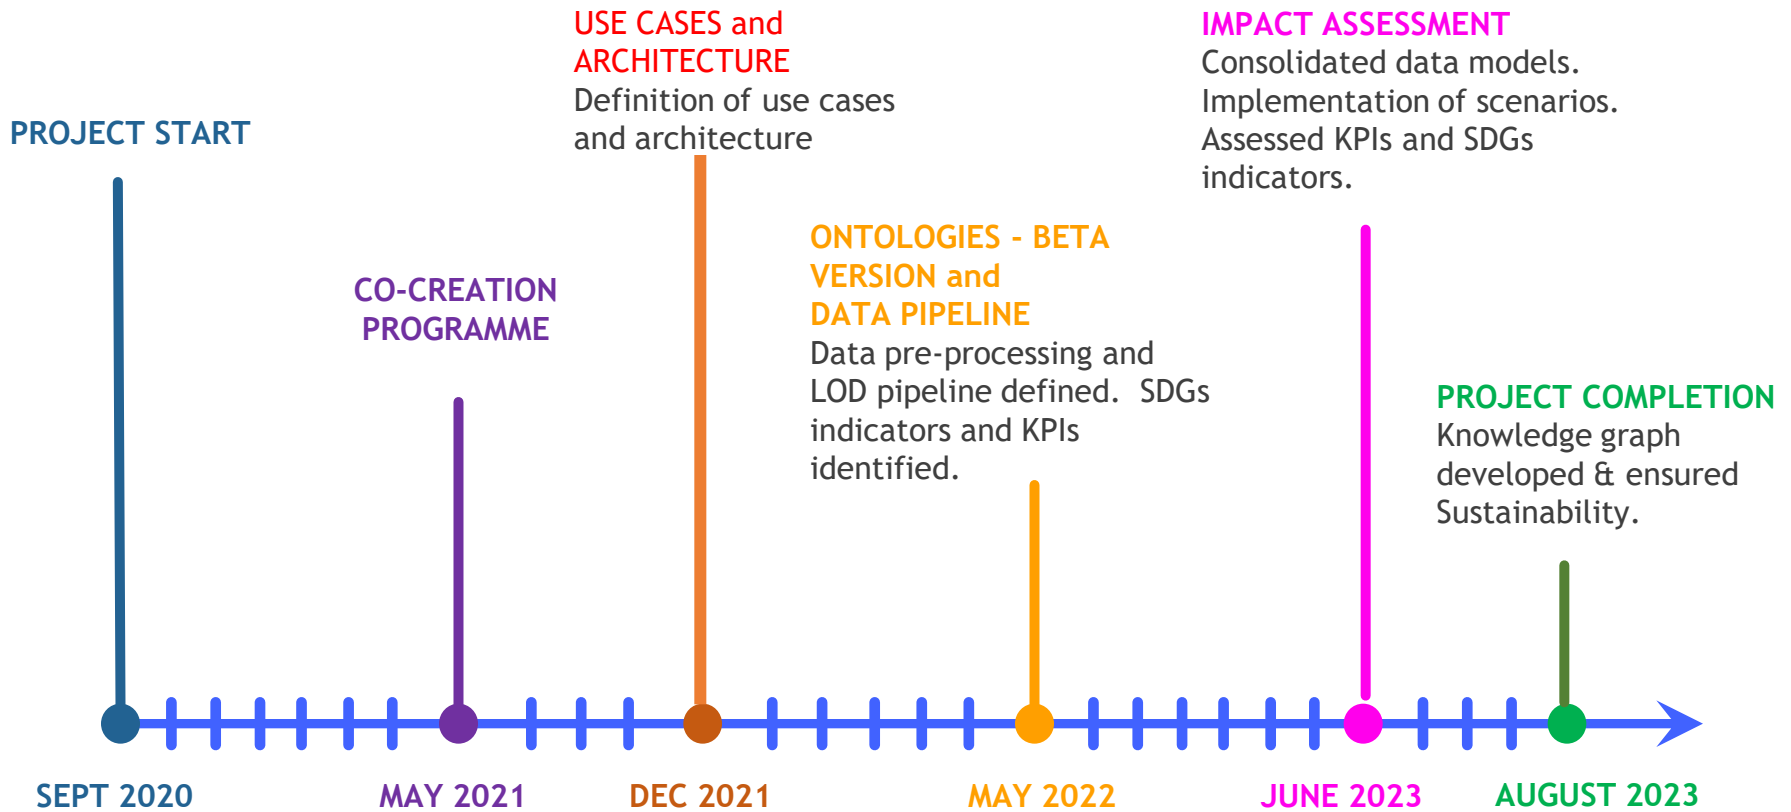 PROJECT START
SEPT 2020
CO-CREATION
PROGRAMME
MAY 2021
USE CASES and
ARCHITECTURE
Definition of use cases
and architecture
DEC 2021
ONTOLOGIES - BETA
VERSION and
DATA PIPELINE
Data pre-processing and
LOD pipeline defined.  SDGs
indicators and KPIs
identified.
MAY 2022
IMPACT ASSESSMENT
Consolidated data models.
Implementation of scenarios.
Assessed KPIs and SDGs
indicators.
JUNE 2023
PROJECT COMPLETION
Knowledge graph
developed & ensured
Sustainability.
AUGUST 2023